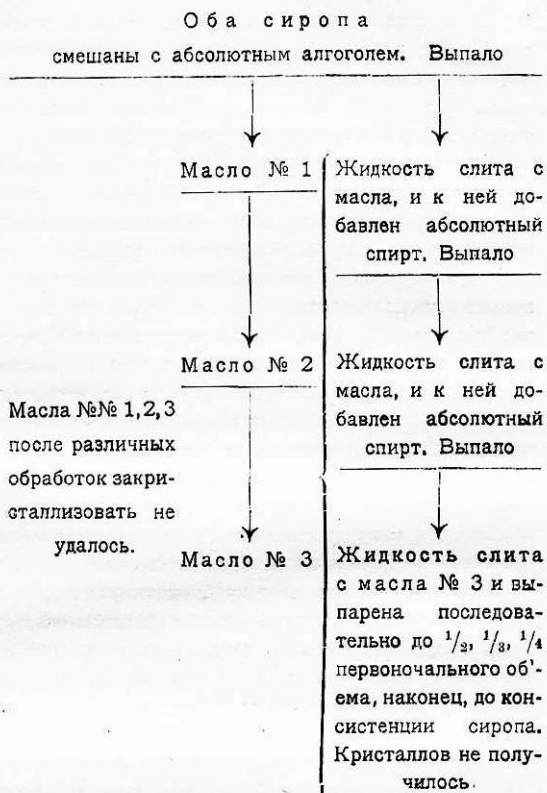 Оба сиропа
смешаны с абсолютным алгоголем. Выпало
Масло № 1
Жидкость слита с
масла, и к ней до-
бавлен абсолютный
спирт. Выпало
Масло № 2
Жидкость слита с
масла, и к ней до-
бавлен абсолютный
спирт. Выпало
Масла №№ 1, 2, 3
после различных
обработок закри-
сталлизовать не
удалось.
Масло № 3
Жидкость слита
с масла № 3 и вы-
парена последова-
тельно до 1/2, 1/3, 1/4
первоночального об'-
ема, наконец, до кон-
систенции сиропа.
Кристаллов не полу-
чилось.